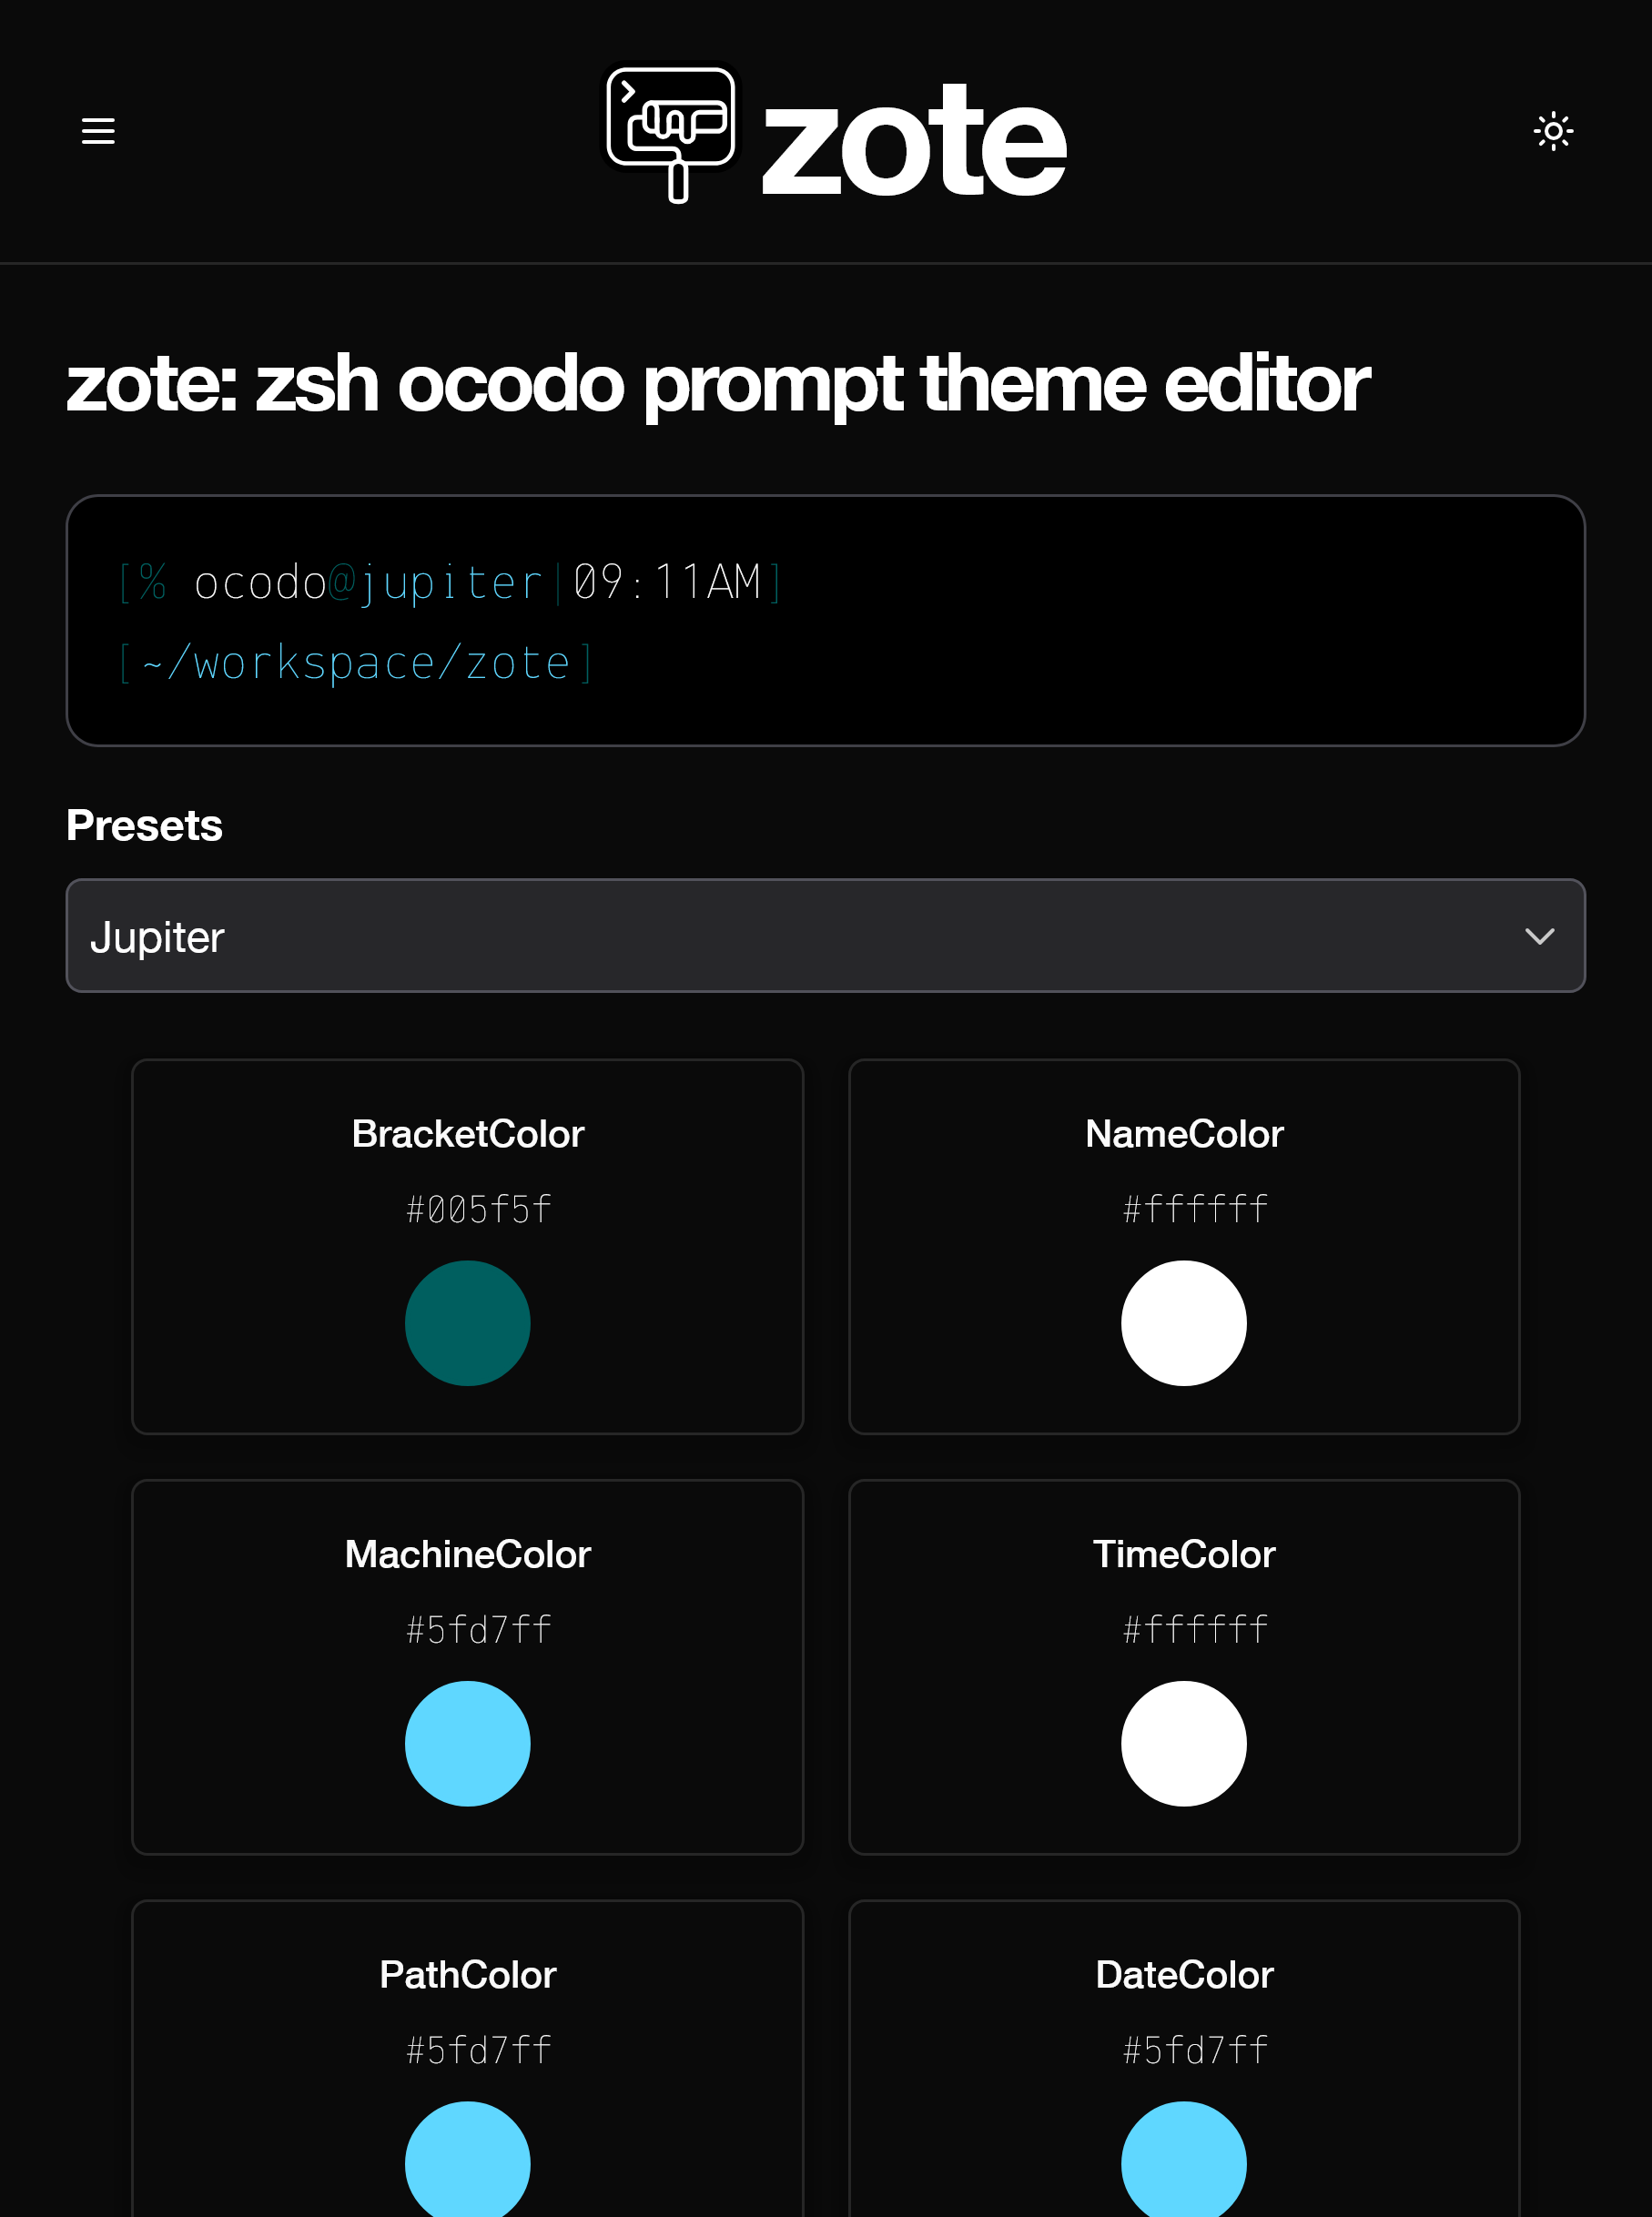 zote
zote: zsh ocodo prompt theme editor
[% ocodo@jupiter|09:11AM]
[~/workspace/zote]
Presets
Jupiter
BracketColor
#005f5f
NameColor
#ffffff
MachineColor
#5fd7ff
TimeColor
#ffffff
PathColor
#5fd7ff
DateColor
#5fd7ff